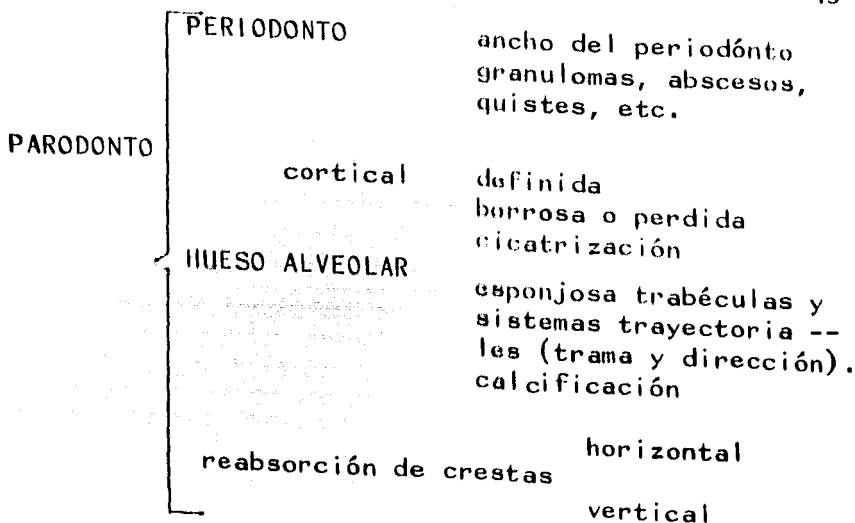 PERIODONTO ancho del periodónto
granulomas, abscesos,
quistes, etc.
PARODONTO
cortical definida
borrosa o perdida
cicatrización
HUESO ALVEOLAR
esponjosa trabéculas y
sistemas trayectoria --
les (trama y dirección).
calcificación
reabsorción de crestas horizontal
vertical